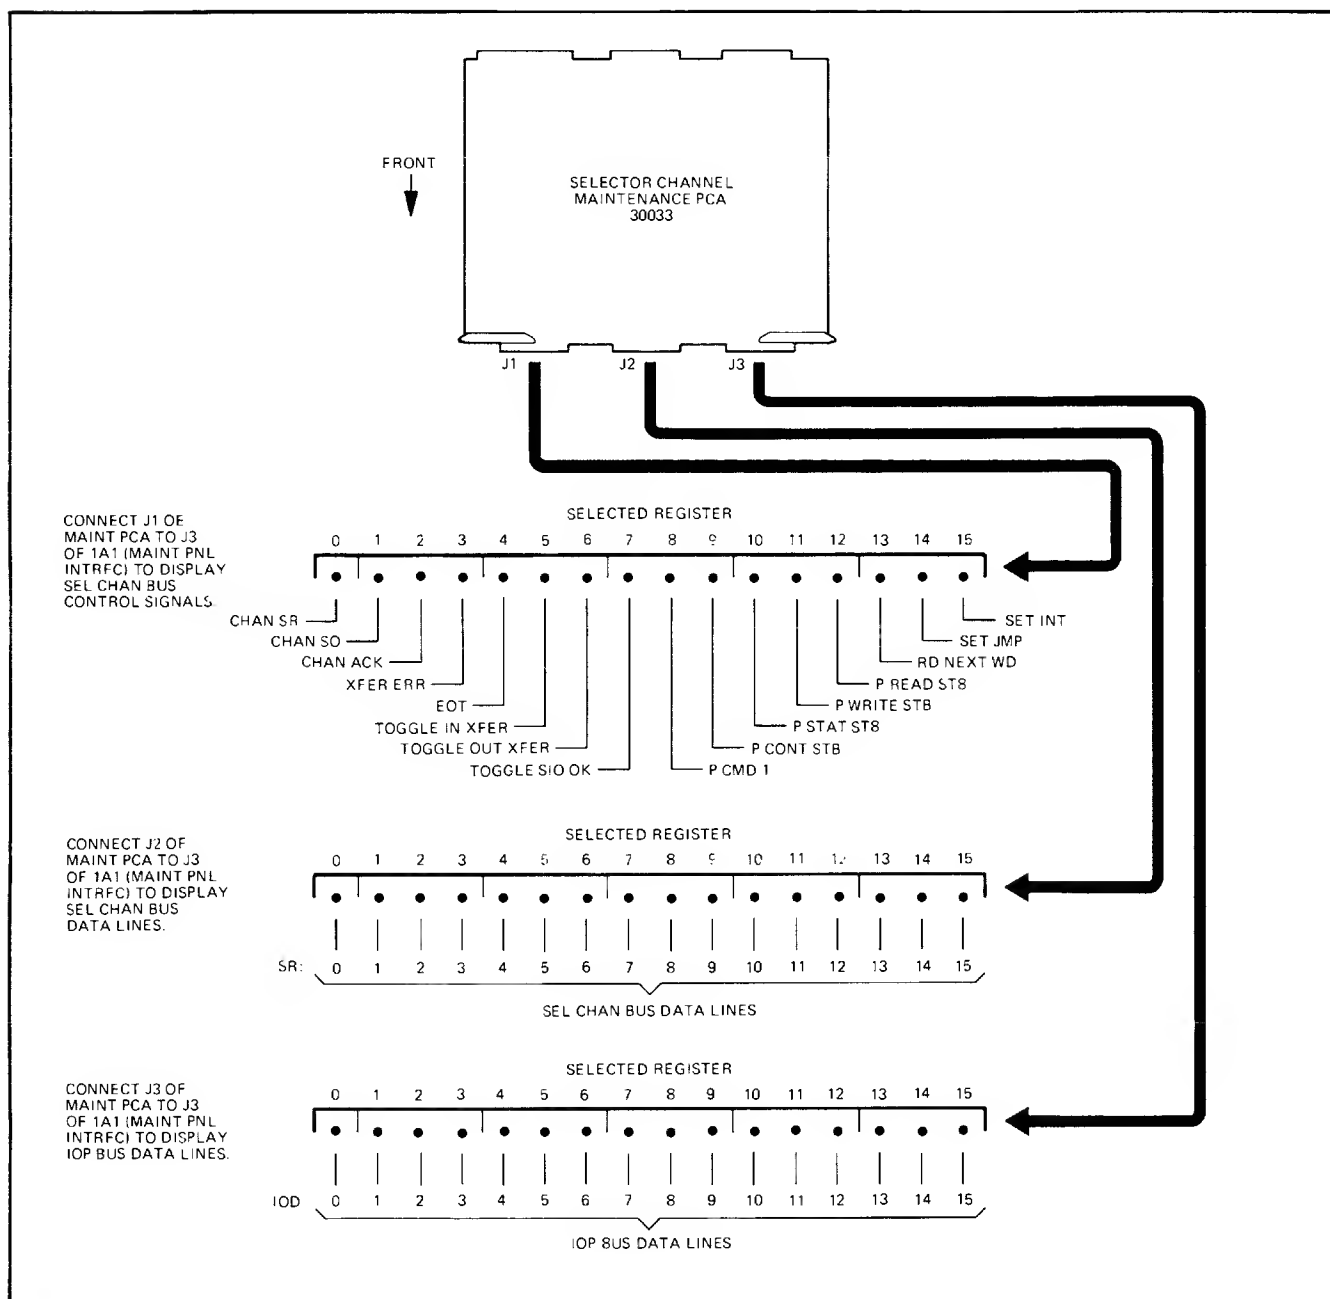 FRONT
SELECTOR CHANNEL
MAINTENANCE PCA
30033
J1 J2 J3
CONNECT J1 OE
MAINT PCA TO J3
OF 1A1 (MAINT PNL
INTRFC) TO DISPLAY
SEL CHAN BUS
CONTROL SIGNALS.
SELECTED REGISTER
0 1 2 3 4 5 6 7 8 9 10 11 12 13 14 15
CHAN SR
CHAN SO
CHAN ACK
XFER ERR
EOT
TOGGLE IN XFER
TOGGLE OUT XFER
TOGGLE SIO OK
SET INT
SET JMP
RD NEXT WD
P READ ST8
P WRITE STB
P STAT ST8
P CONT STB
P CMD 1
CONNECT J2 OF
MAINT PCA TO J3
OF 1A1 (MAINT PNL
INTRFC) TO DISPLAY
SEL CHAN BUS
DATA LINES.
SELECTED REGISTER
0 1 2 3 4 5 6 7 8 9 10 11 12 13 14 15
SR: 0 1 2 3 4 5 6 7 8 9 10 11 12 13 14 15
SEL CHAN BUS DATA LINES
CONNECT J3 OF
MAINT PCA TO J3
OF 1A1 (MAINT PNL
INTRFC) TO DISPLAY
IOP BUS DATA LINES.
SELECTED REGISTER
0 1 2 3 4 5 6 7 8 9 10 11 12 13 14 15
IOD 0 1 2 3 4 5 6 7 8 9 10 11 12 13 14 15
IOP 8US DATA LINES